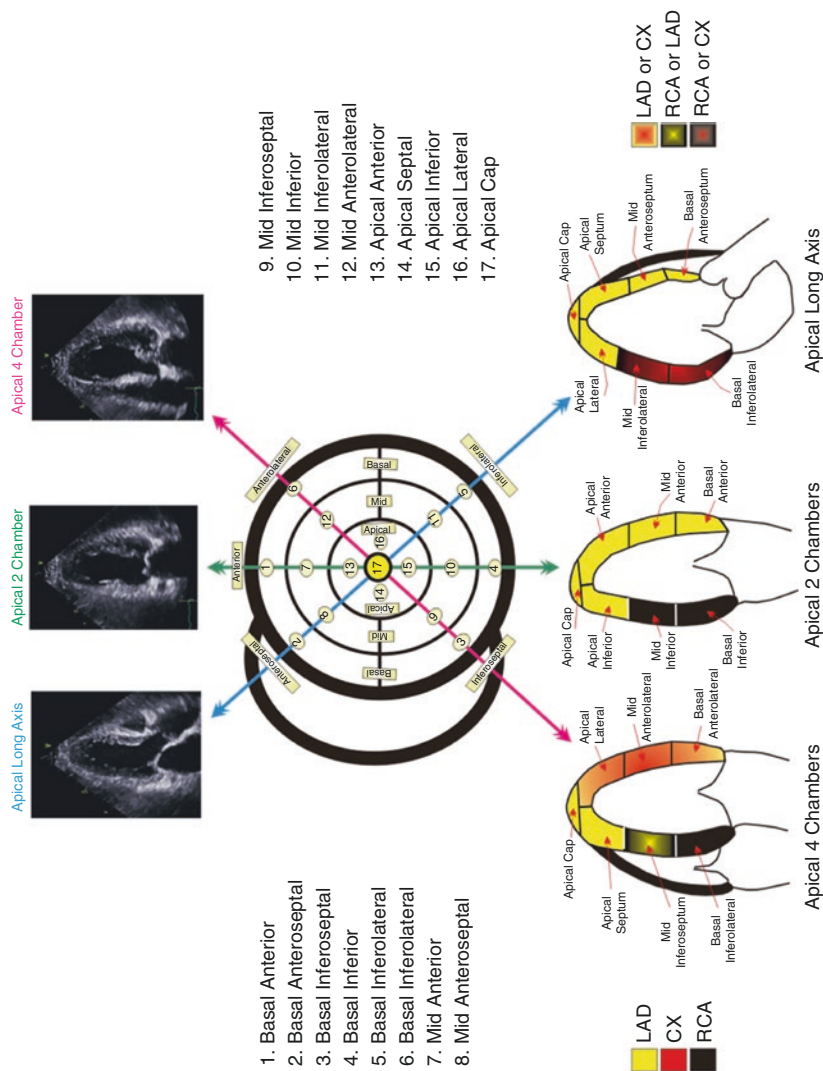 Apical Long Axis
Apical 2 Chamber
Apical 4 Chamber
1. Basal Anterior
2. Basal Anteroseptal
3. Basal Inferoseptal
4. Basal Inferior
5. Basal Inferolateral
6. Basal Inferolateral
7. Mid Anterior
8. Mid Anteroseptal
Anteroseptal
Anterior
Anterolateral
Inferoseptal
Inferolateral
Basal
Mid
Apical
Apical
Mid
Basal
1
2
3
4
5
6
7
8
9
10
11
12
13
14
15
16
17
9. Mid Inferoseptal
10. Mid Inferior
11. Mid Inferolateral
12. Mid Anterolateral
13. Apical Anterior
14. Apical Septal
15. Apical Inferior
16. Apical Lateral
17. Apical Cap
LAD
CX
RCA
Apical Cap
Apical
Septum
Mid
Inferoseptum
Basal
Inferolateral
Apical
Lateral
Mid
Anterolateral
Basal
Anterolateral
Apical 4 Chambers
Apical Cap
Apical
Inferior
Mid
Inferior
Basal
Inferior
Apical
Anterior
Mid
Anterior
Basal
Anterior
Apical 2 Chambers
Apical Cap
Apical
Lateral
Mid
Inferolateral
Basal
Inferolateral
Apical
Septum
Mid
Anteroseptum
Basal
Anteroseptum
Apical Long Axis
LAD or CX
RCA or LAD
RCA or CX